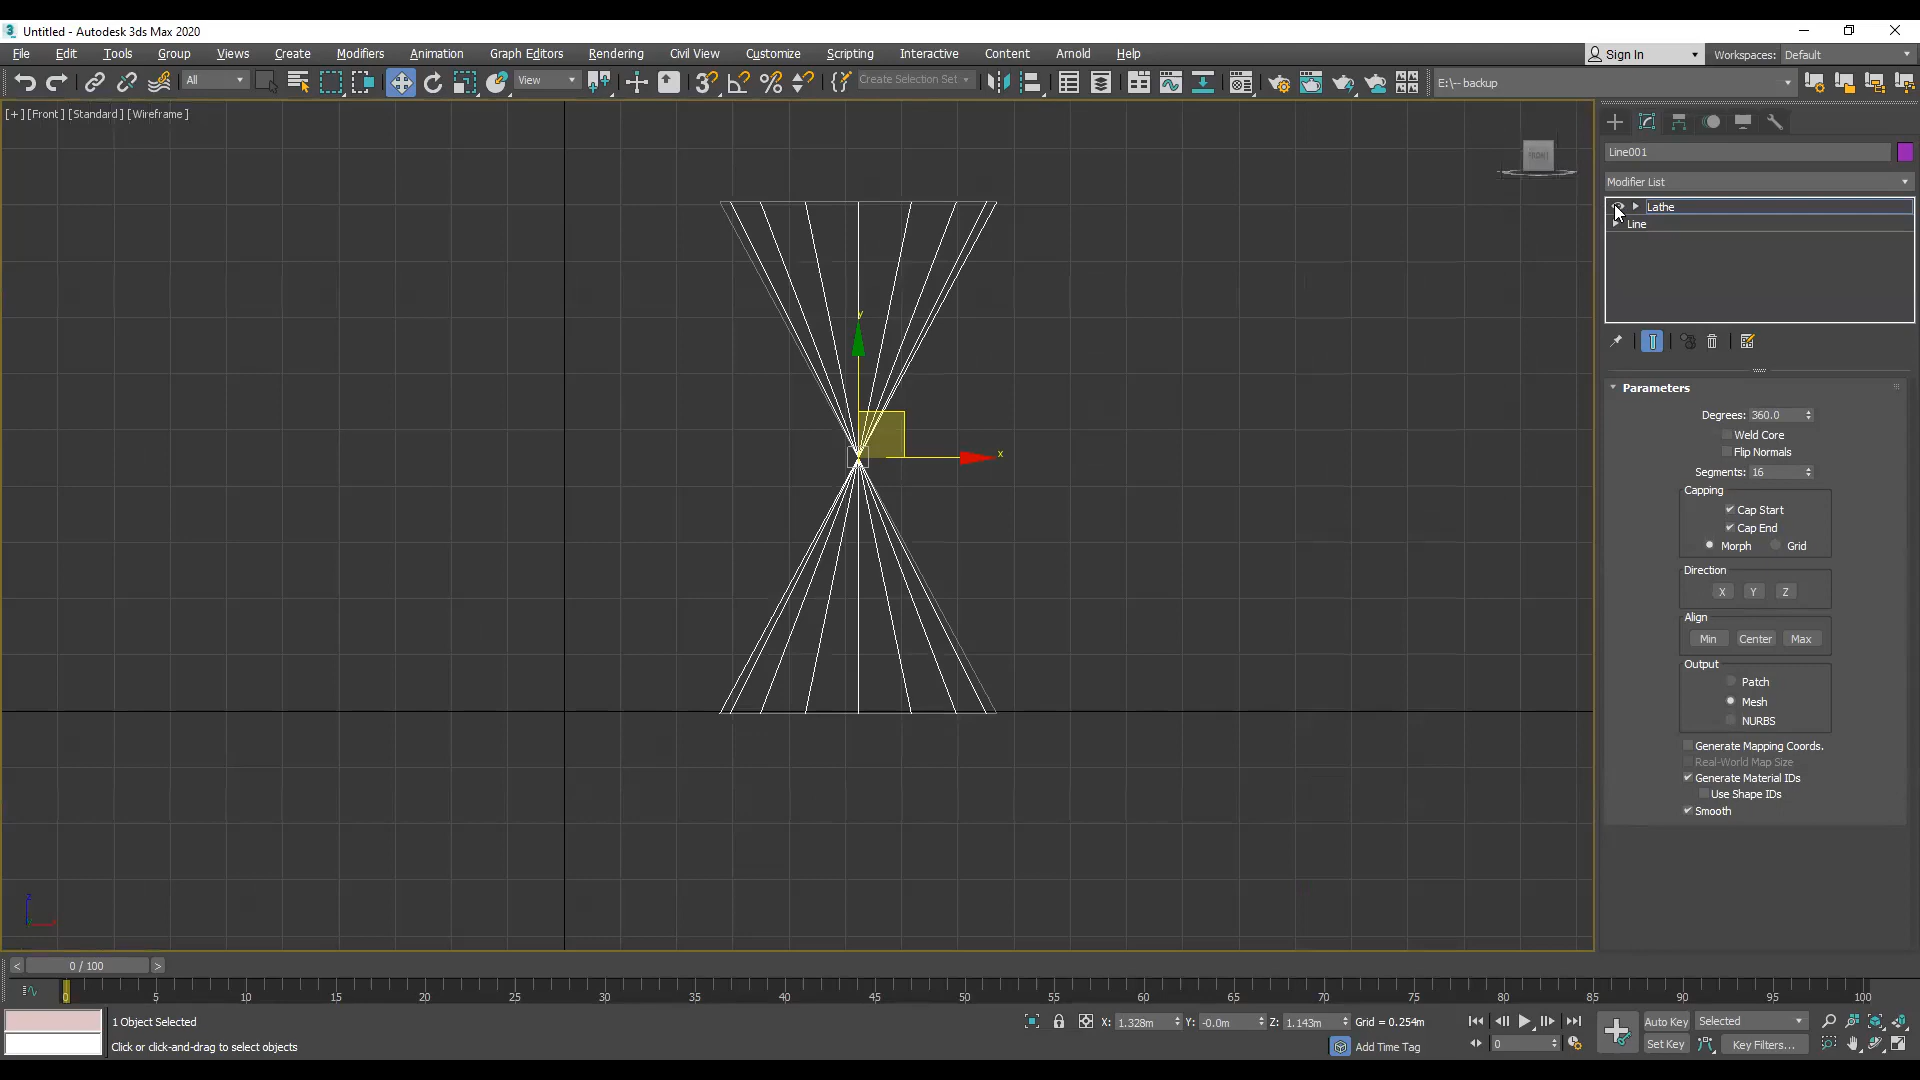 Untitled - Autodesk 3ds Max 2020
File Edit Tools Group Views Create Modifiers Animation Graph Editors Rendering Civil View Customize Scripting Interactive Content Arnold Help
Sign In Workspaces: Default
All View Create Selection Set E:\-- backup
[+] [Front] [Standard] [Wireframe]
FRONT
Line001
Modifier List
Lathe
Line
y
x
Parameters
Degrees: 360.0
Weld Core
Flip Normals
Segments: 16
Capping
Cap Start
Cap End
Morph Grid
Direction
X Y Z
Align
Min Center Max
Output
Patch
Mesh
NURBS
Generate Mapping Coords.
Real-World Map Size
Generate Material IDs
Use Shape IDs
Smooth
z
< 0 / 100 >
0 5 10 15 20 25 30 35 40 45 50 55 60 65 70 75 80 85 90 95 100
1 Object Selected X: 1.328m Y: -0.0m Z: 1.143m Grid = 0.254m Auto Key Selected
Click or click-and-drag to select objects Add Time Tag 0 Set Key Key Filters...